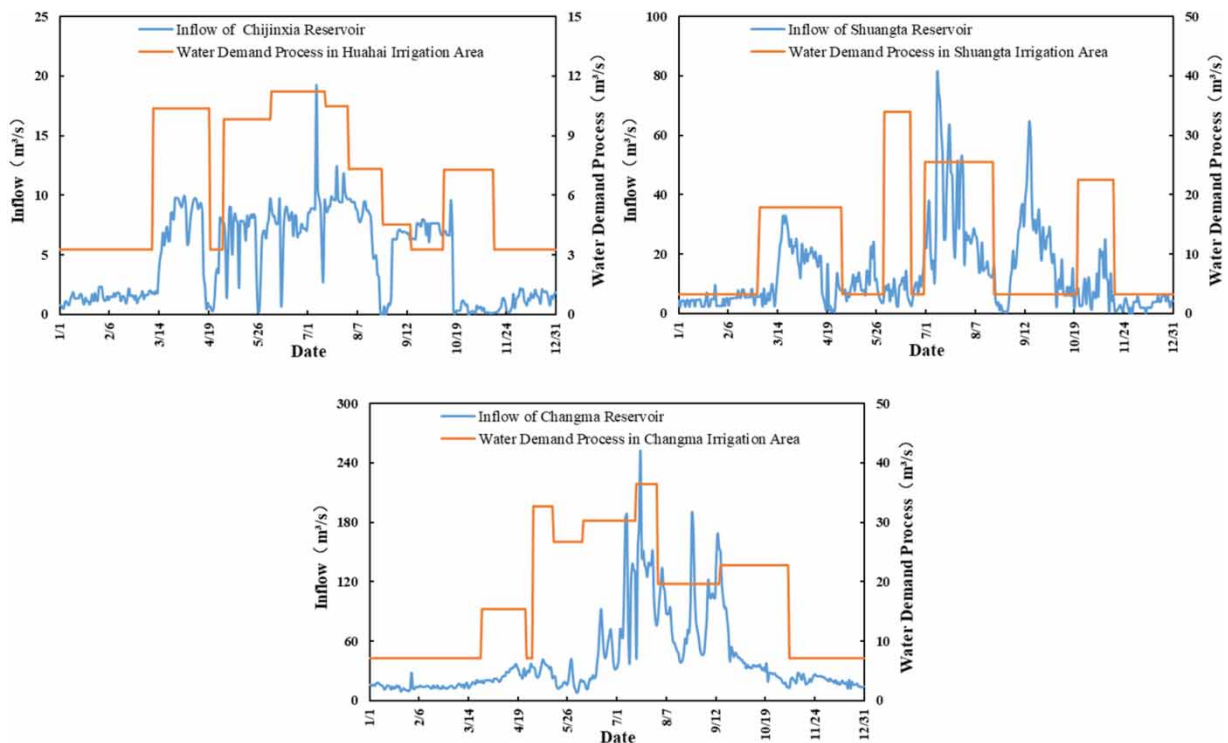 Inflow of Chijinxia Reservoir
Water Demand Process in Huahai Irrigation Area
25
20
15
10
5
0
Inflow（m³/s）
15
12
9
6
3
0
Water Demand Process（m³/s）
1/1 2/6 3/14 4/19 5/26 7/1 8/7 9/12 10/19 11/24 12/31
Date
Inflow of Shuangta Reservoir
Water Demand Process in Shuangta Irrigation Area
100
80
60
40
20
0
Inflow（m³/s）
50
40
30
20
10
0
Water Demand Process（m³/s）
1/1 2/6 3/14 4/19 5/26 7/1 8/7 9/12 10/19 11/24 12/31
Date
Inflow of Changma Reservoir
Water Demand Process in Changma Irrigation Area
300
240
180
120
60
0
Inflow（m³/s）
50
40
30
20
10
0
Water Demand Process（m³/s）
1/1 2/6 3/14 4/19 5/26 7/1 8/7 9/12 10/19 11/24 12/31
Date